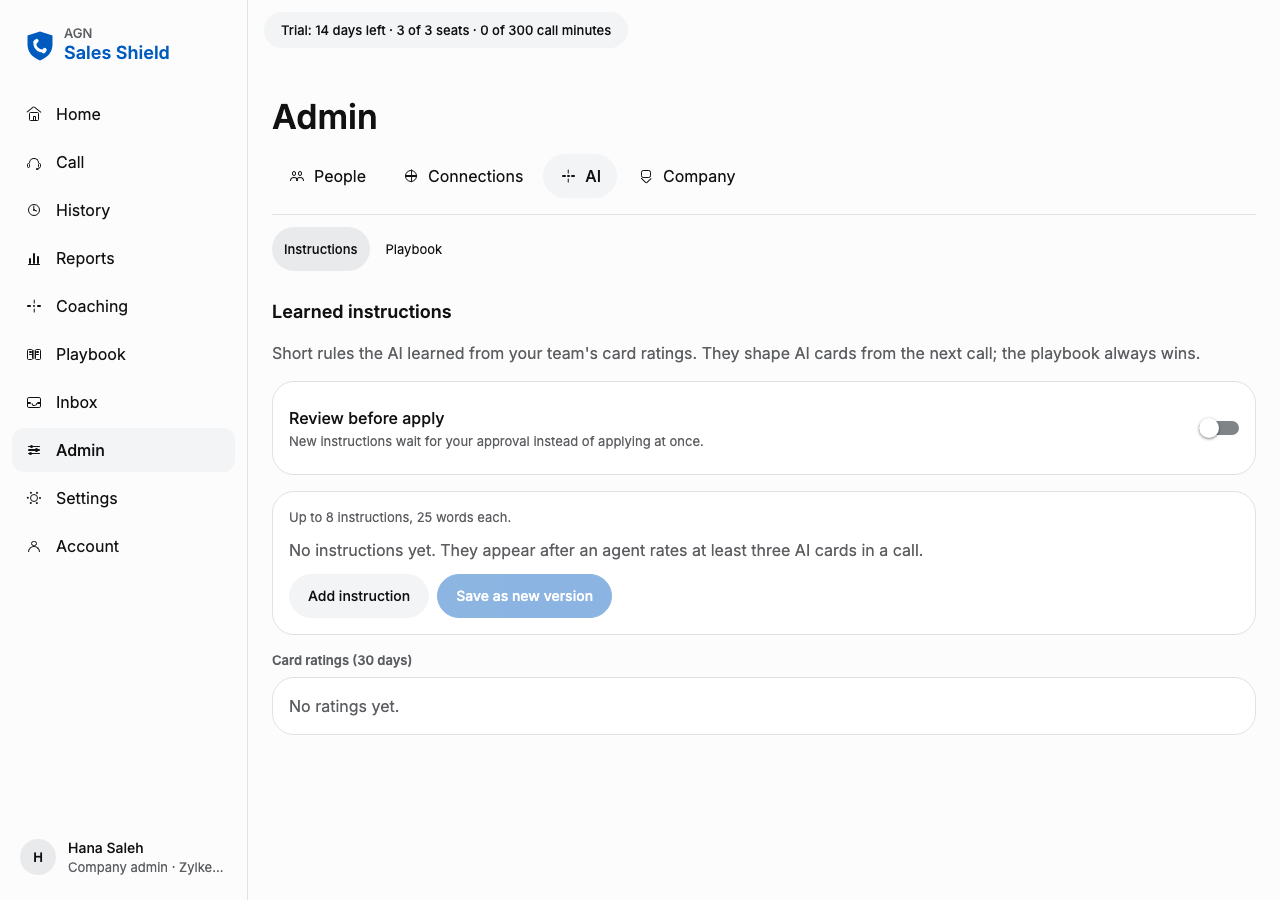 AGN
Sales Shield
Home
Call
History
Reports
Coaching
Playbook
Inbox
Admin
Settings
Account
H
Hana Saleh
Company admin · Zylke...
Trial: 14 days left · 3 of 3 seats · 0 of 300 call minutes
Admin
People
Connections
AI
Company
Instructions
Playbook
Learned instructions
Short rules the AI learned from your team's card ratings. They shape AI cards from the next call; the playbook always wins.
Review before apply
New instructions wait for your approval instead of applying at once.
Up to 8 instructions, 25 words each.
No instructions yet. They appear after an agent rates at least three AI cards in a call.
Add instruction
Save as new version
Card ratings (30 days)
No ratings yet.